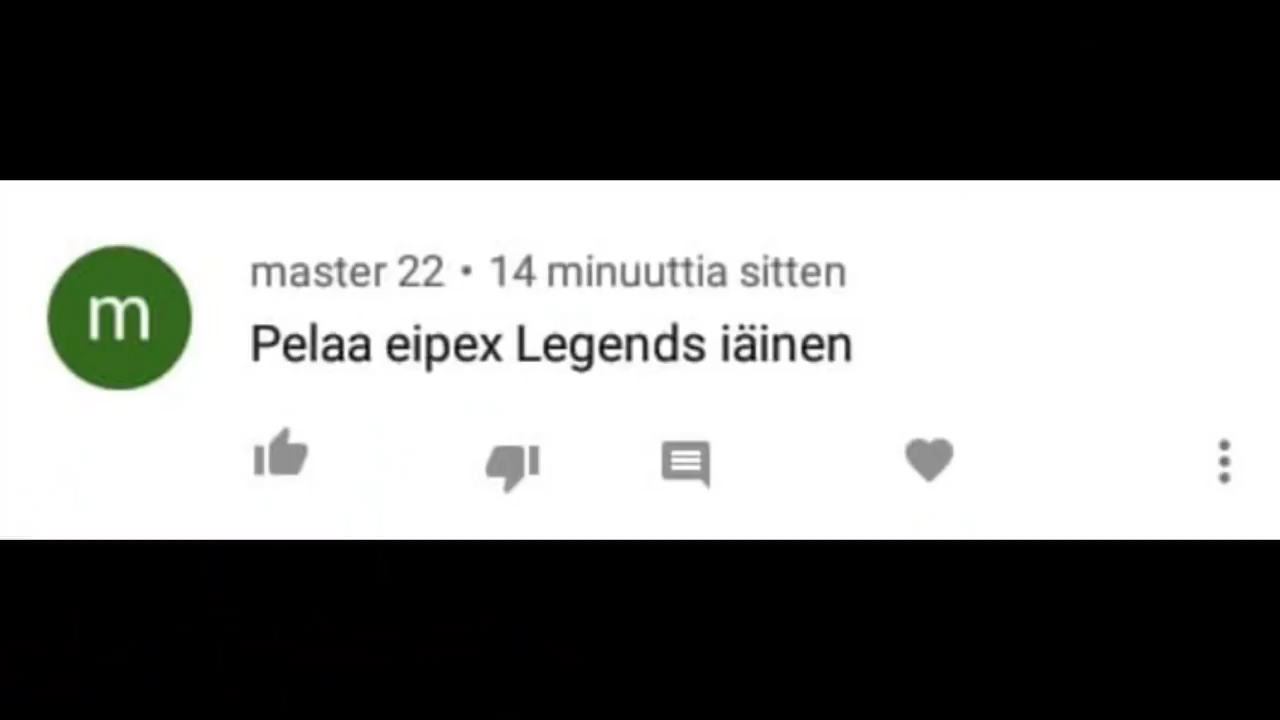 m
master 22 • 14 minuuttia sitten
Pelaa eipex Legends iäinen